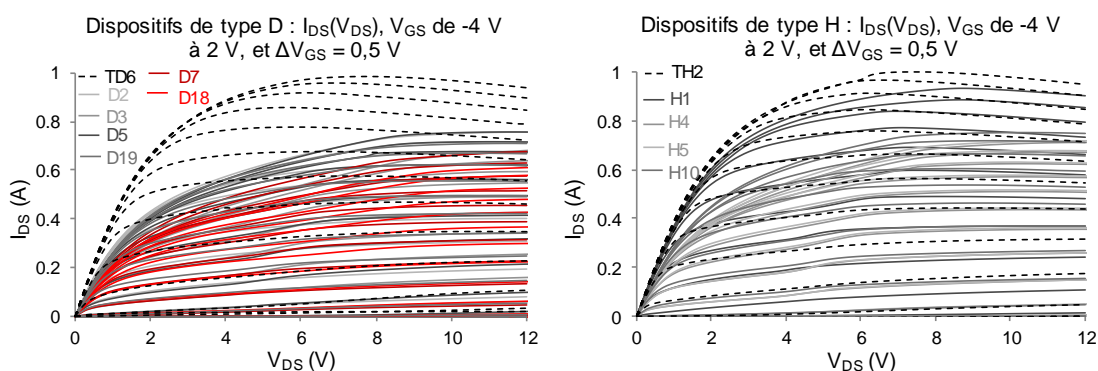 Dispositifs de type D : IDS(VDS), VGS de -4 V
à 2 V, et ΔVGS = 0,5 V
TD6
D7
D2
D18
D3
D5
D19
1
0.8
0.6
0.4
0.2
0
IDS (A)
0 2 4 6 8 10 12
VDS (V)
Dispositifs de type H : IDS(VDS), VGS de -4 V
à 2 V, et ΔVGS = 0,5 V
TH2
H1
H4
H5
H10
1
0.8
0.6
0.4
0.2
0
IDS (A)
0 2 4 6 8 10 12
VDS (V)